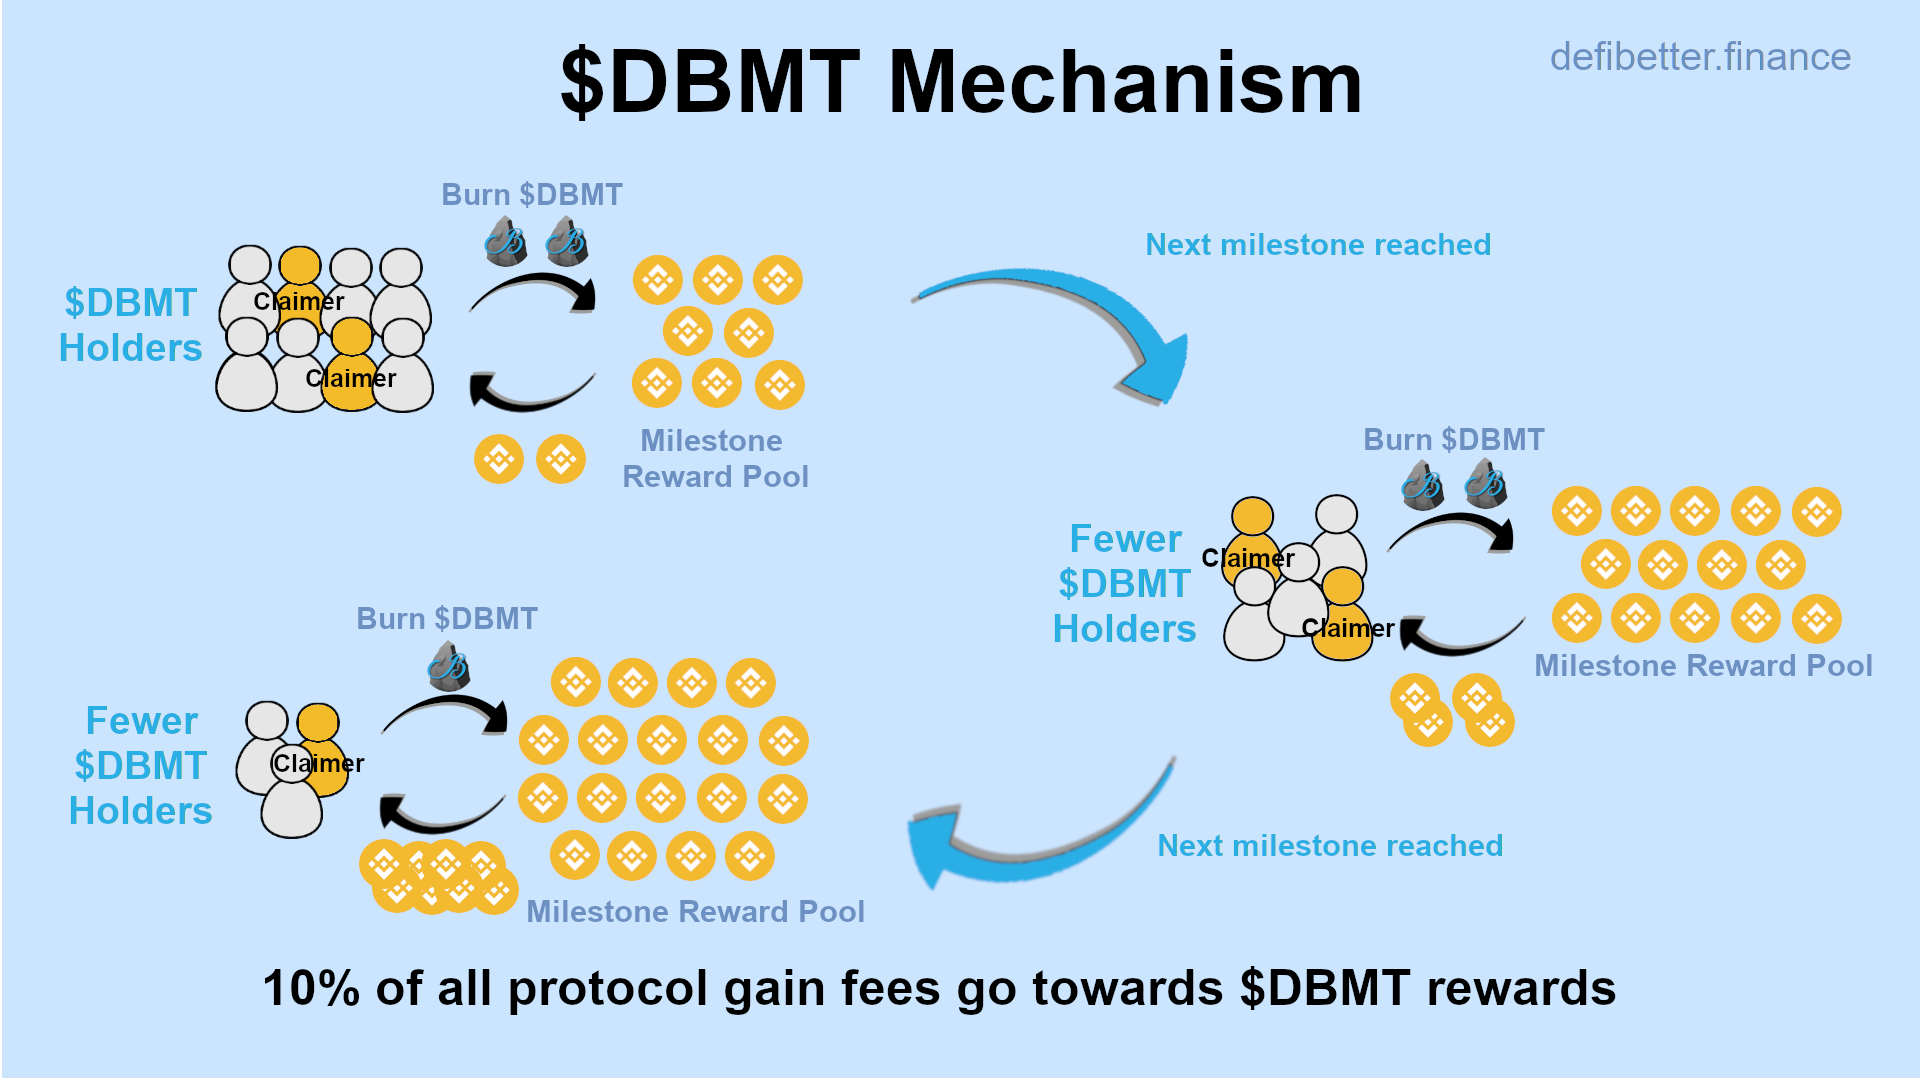 $DBMT Mechanism
defibetter.finance
Burn $DBMT
$DBMT
Holders
Claimer
Claimer
Milestone
Reward Pool
Next milestone reached
Burn $DBMT
Fewer
$DBMT
Holders
Claimer
Claimer
Milestone Reward Pool
Next milestone reached
Burn $DBMT
Fewer
$DBMT
Holders
Claimer
Milestone Reward Pool
10% of all protocol gain fees go towards $DBMT rewards